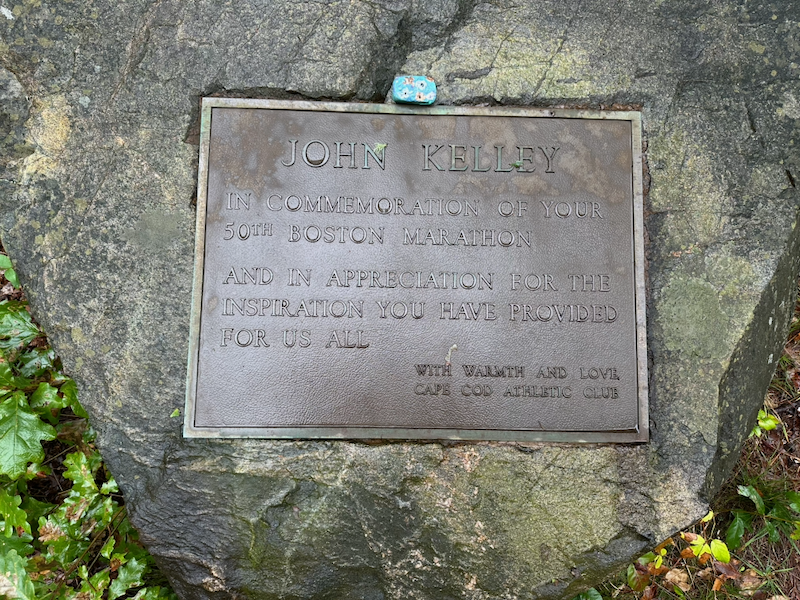 JOHN KELLEY
IN COMMEMORATION OF YOUR
50TH BOSTON MARATHON
AND IN APPRECIATION FOR THE
INSPIRATION YOU HAVE PROVIDED
FOR US ALL
WITH WARMTH AND LOVE,
CAPE COD ATHLETIC CLUB